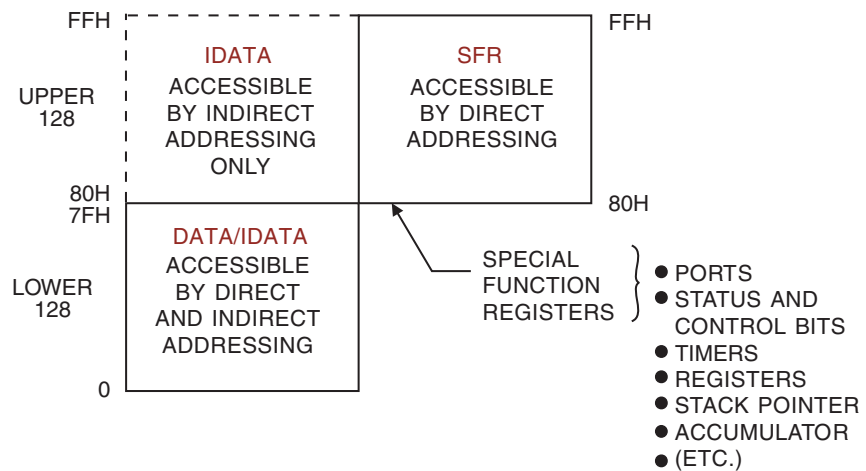 FFH
UPPER
128
80H
7FH
LOWER
128
0
IDATA
ACCESSIBLE
BY INDIRECT
ADDRESSING
ONLY
SFR
ACCESSIBLE
BY DIRECT
ADDRESSING
FFH
80H
DATA/IDATA
ACCESSIBLE
BY DIRECT
AND INDIRECT
ADDRESSING
SPECIAL
FUNCTION
REGISTERS
● PORTS
● STATUS AND
CONTROL BITS
● TIMERS
● REGISTERS
● STACK POINTER
● ACCUMULATOR
● (ETC.)